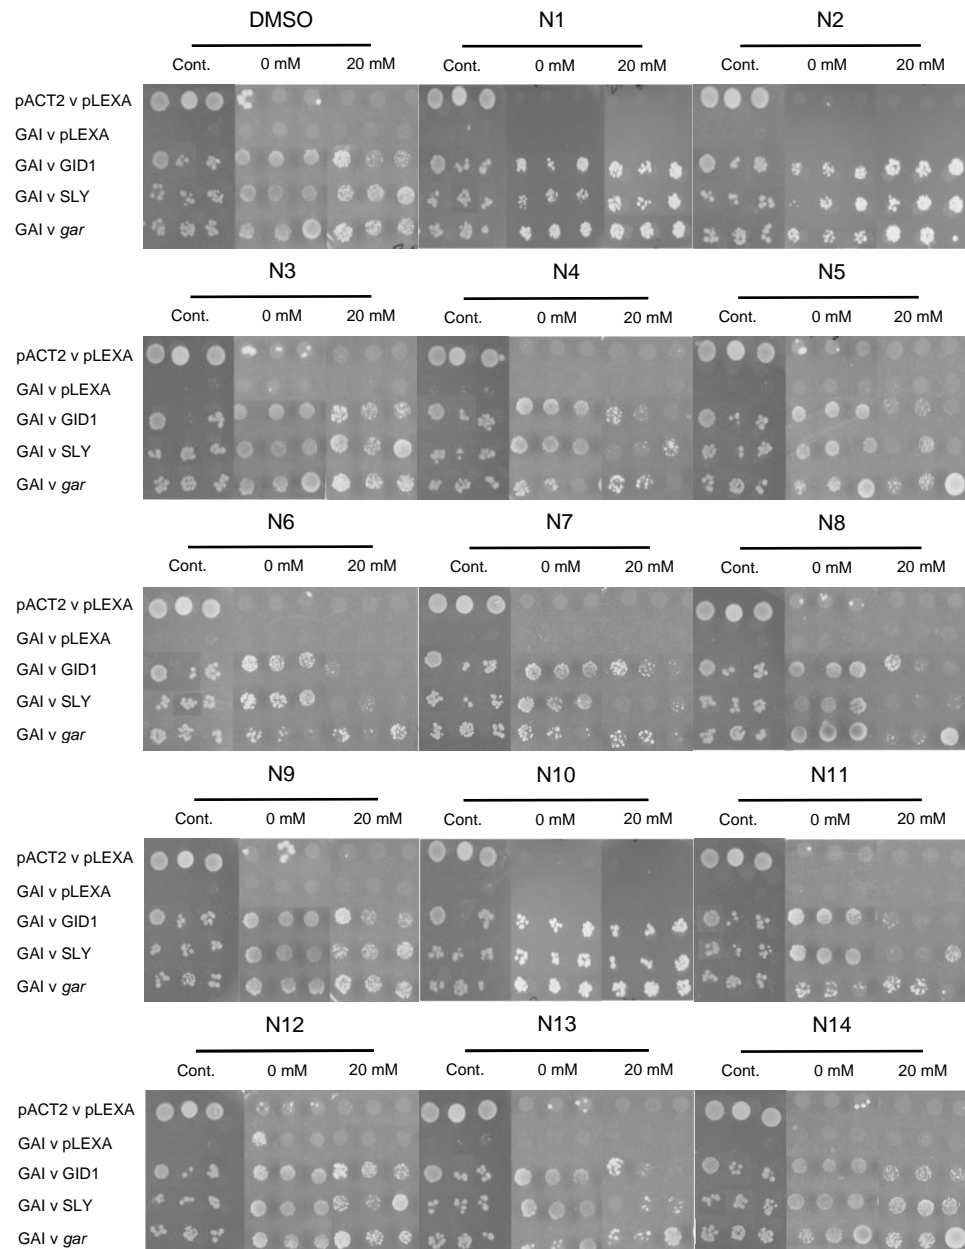 DMSO N1 N2
Cont. 0 mM 20 mM Cont. 0 mM 20 mM Cont. 0 mM 20 mM
pACT2 v pLEXA
GAI v pLEXA
GAI v GID1
GAI v SLY
GAI v gar
N3 N4 N5
Cont. 0 mM 20 mM Cont. 0 mM 20 mM Cont. 0 mM 20 mM
pACT2 v pLEXA
GAI v pLEXA
GAI v GID1
GAI v SLY
GAI v gar
N6 N7 N8
Cont. 0 mM 20 mM Cont. 0 mM 20 mM Cont. 0 mM 20 mM
pACT2 v pLEXA
GAI v pLEXA
GAI v GID1
GAI v SLY
GAI v gar
N9 N10 N11
Cont. 0 mM 20 mM Cont. 0 mM 20 mM Cont. 0 mM 20 mM
pACT2 v pLEXA
GAI v pLEXA
GAI v GID1
GAI v SLY
GAI v gar
N12 N13 N14
Cont. 0 mM 20 mM Cont. 0 mM 20 mM Cont. 0 mM 20 mM
pACT2 v pLEXA
GAI v pLEXA
GAI v GID1
GAI v SLY
GAI v gar